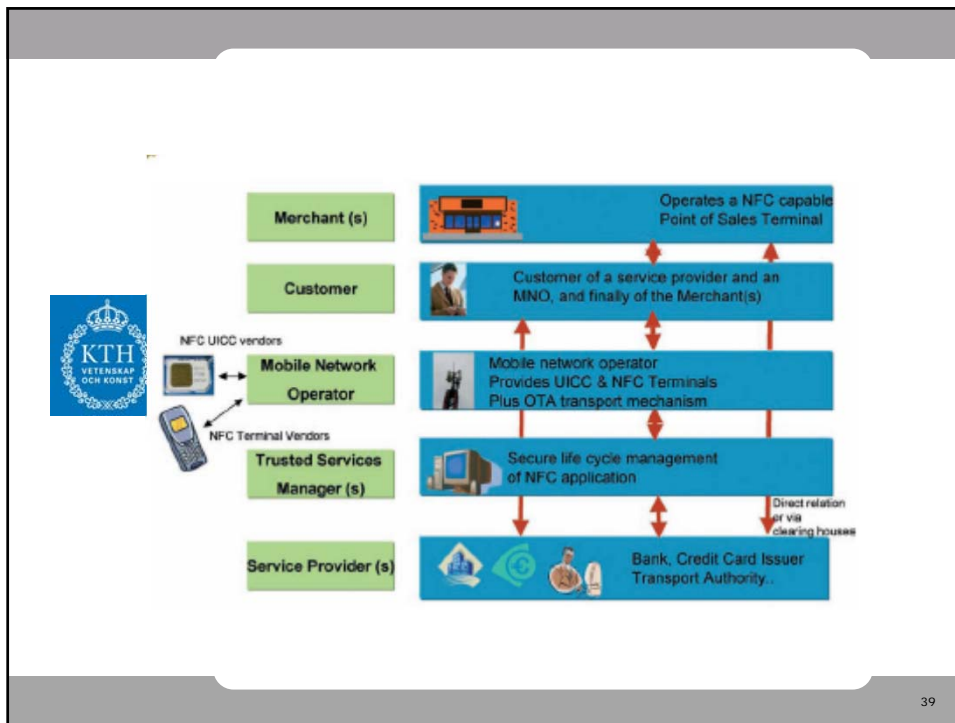 Merchant (s)
Operates a NFC capable
Point of Sales Terminal
Customer
Customer of a service provider and an
MNO, and finally of the Merchant(s)
KTH
VETENSKAP
OCH KONST
NFC UICC vendors
Mobile Network
Operator
Mobile network operator
Provides UICC & NFC Terminals
Plus OTA transport mechanism
NFC Terminal Vendors
Trusted Services
Manager (s)
Secure life cycle management
of NFC application
Direct relation
or via
clearing houses
Service Provider (s)
Bank, Credit Card Issuer
Transport Authority..
39